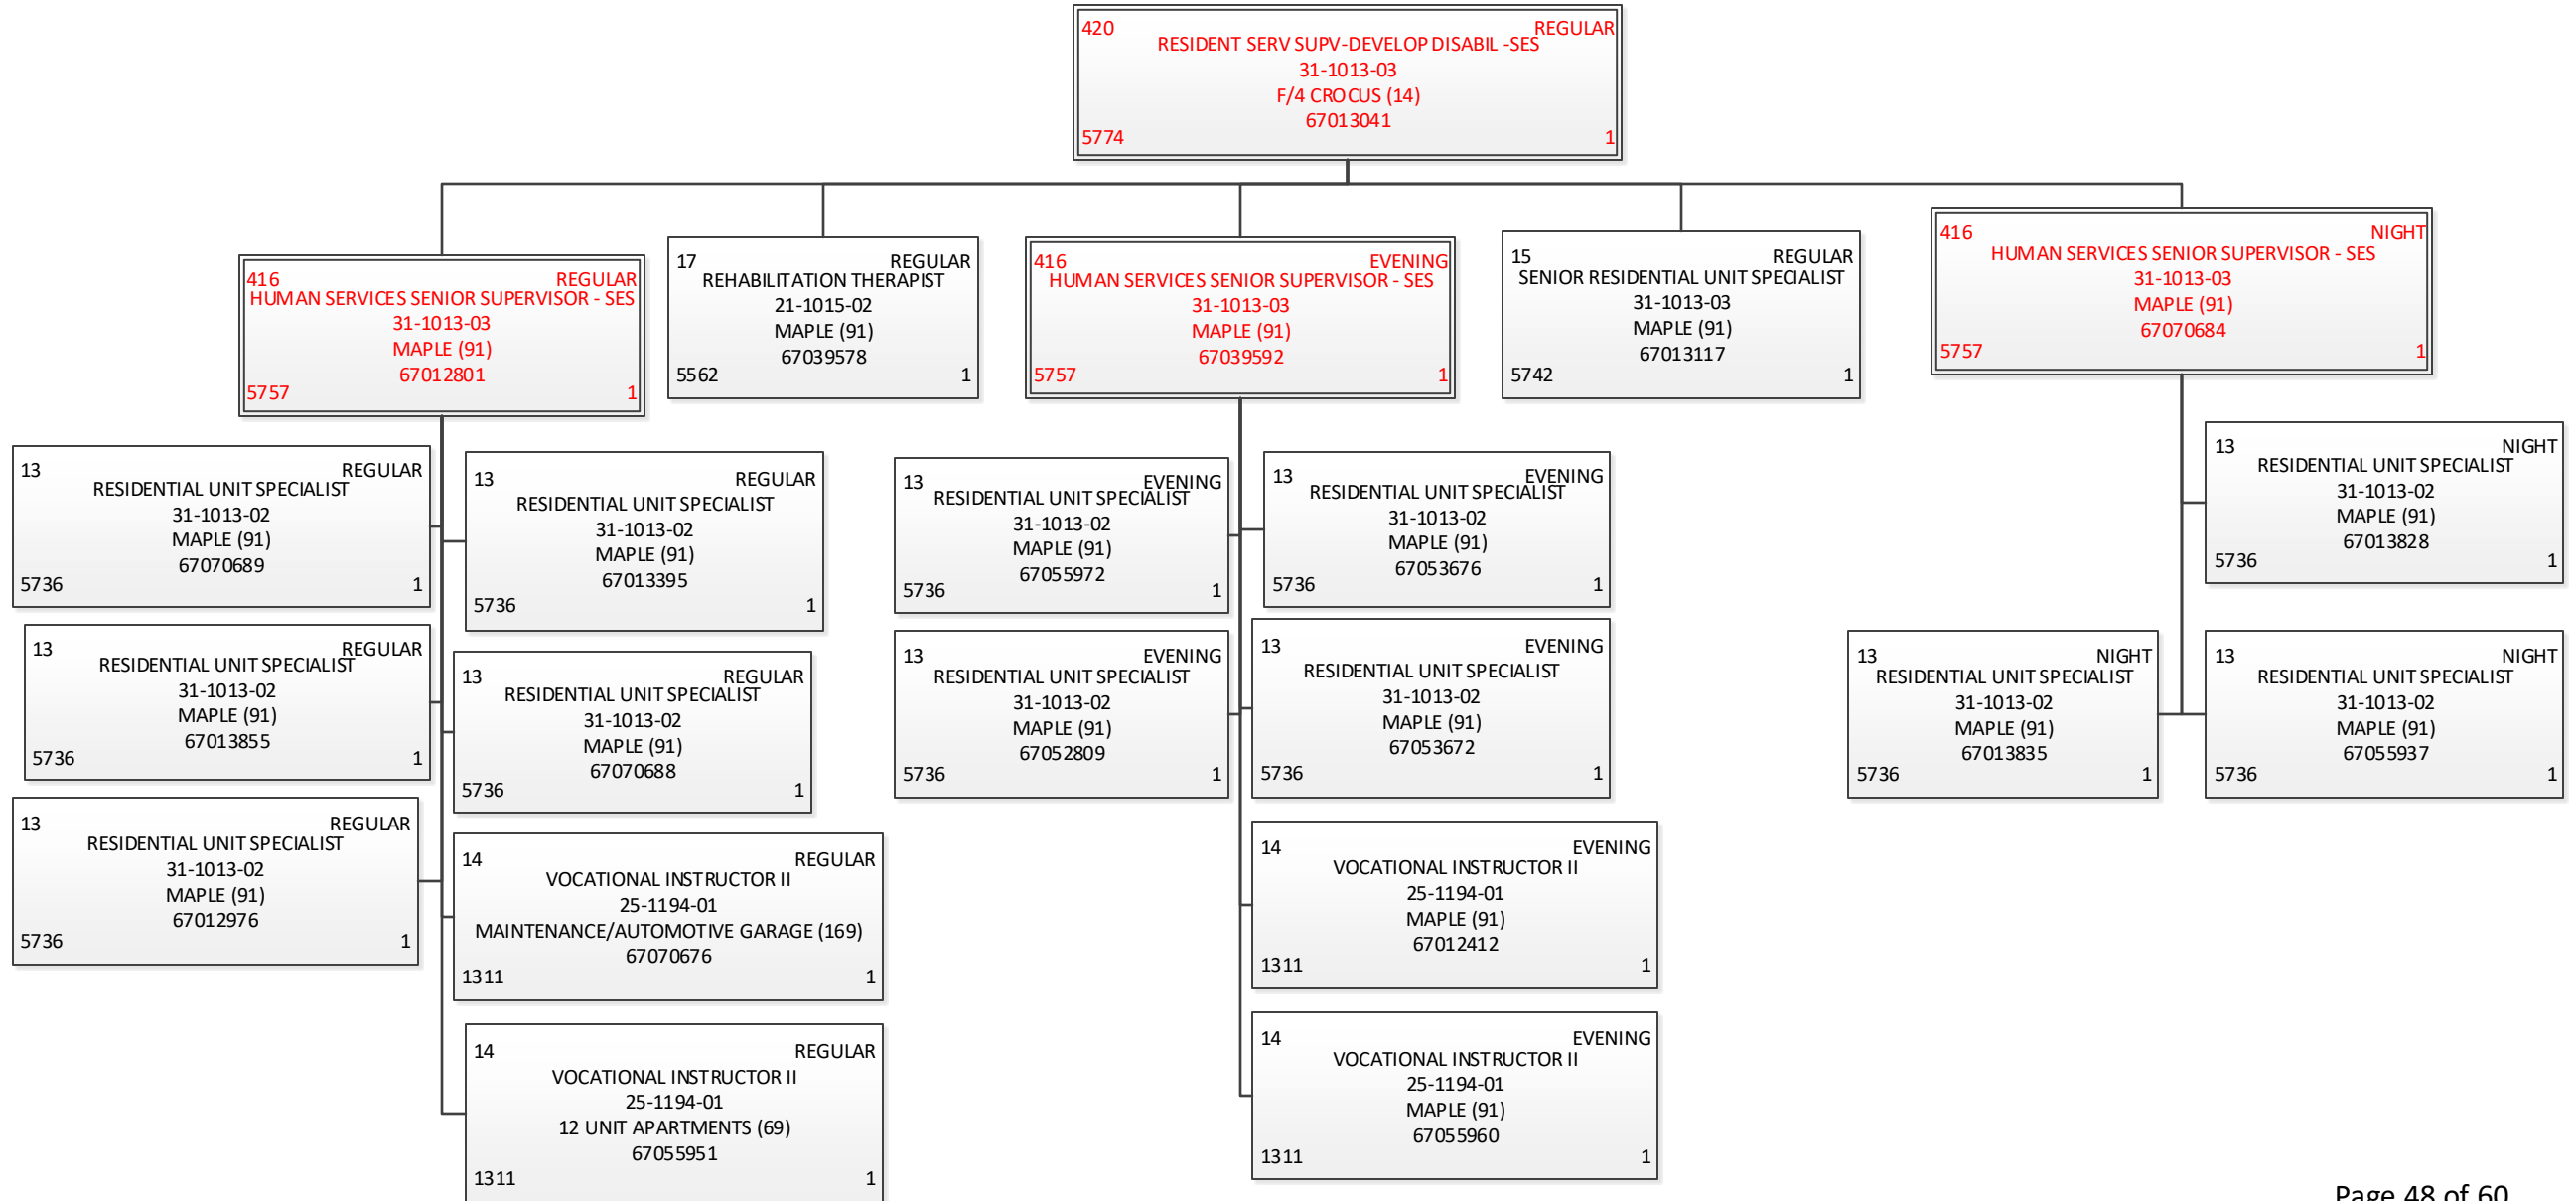 420 REGULAR
RESIDENT SERV SUPV-DEVELOP DISABIL -SES
31-1013-03
F/4 CROCUS (14)
67013041
5774 1
416 REGULAR
HUMAN SERVICES SENIOR SUPERVISOR - SES
31-1013-03
MAPLE (91)
67012801
5757 1
17 REGULAR
REHABILITATION THERAPIST
21-1015-02
MAPLE (91)
67039578
5562 1
416 EVENING
HUMAN SERVICES SENIOR SUPERVISOR - SES
31-1013-03
MAPLE (91)
67039592
5757 1
15 REGULAR
SENIOR RESIDENTIAL UNIT SPECIALIST
31-1013-03
MAPLE (91)
67013117
5742 1
416 NIGHT
HUMAN SERVICES SENIOR SUPERVISOR - SES
31-1013-03
MAPLE (91)
67070684
5757 1
13 REGULAR
RESIDENTIAL UNIT SPECIALIST
31-1013-02
MAPLE (91)
67070689
5736 1
13 REGULAR
RESIDENTIAL UNIT SPECIALIST
31-1013-02
MAPLE (91)
67013395
5736 1
13 REGULAR
RESIDENTIAL UNIT SPECIALIST
31-1013-02
MAPLE (91)
67013855
5736 1
13 REGULAR
RESIDENTIAL UNIT SPECIALIST
31-1013-02
MAPLE (91)
67070688
5736 1
13 REGULAR
RESIDENTIAL UNIT SPECIALIST
31-1013-02
MAPLE (91)
67012976
5736 1
14 REGULAR
VOCATIONAL INSTRUCTOR II
25-1194-01
MAINTENANCE/AUTOMOTIVE GARAGE (169)
67070676
1311 1
14 REGULAR
VOCATIONAL INSTRUCTOR II
25-1194-01
12 UNIT APARTMENTS (69)
67055951
1311 1
13 EVENING
RESIDENTIAL UNIT SPECIALIST
31-1013-02
MAPLE (91)
67055972
5736 1
13 EVENING
RESIDENTIAL UNIT SPECIALIST
31-1013-02
MAPLE (91)
67053676
5736 1
13 EVENING
RESIDENTIAL UNIT SPECIALIST
31-1013-02
MAPLE (91)
67052809
5736 1
13 EVENING
RESIDENTIAL UNIT SPECIALIST
31-1013-02
MAPLE (91)
67053672
5736 1
14 EVENING
VOCATIONAL INSTRUCTOR II
25-1194-01
MAPLE (91)
67012412
1311 1
14 EVENING
VOCATIONAL INSTRUCTOR II
25-1194-01
MAPLE (91)
67055960
1311 1
13 NIGHT
RESIDENTIAL UNIT SPECIALIST
31-1013-02
MAPLE (91)
67013828
5736 1
13 NIGHT
RESIDENTIAL UNIT SPECIALIST
31-1013-02
MAPLE (91)
67013835
5736 1
13 NIGHT
RESIDENTIAL UNIT SPECIALIST
31-1013-02
MAPLE (91)
67055937
5736 1
Page 48 of 60